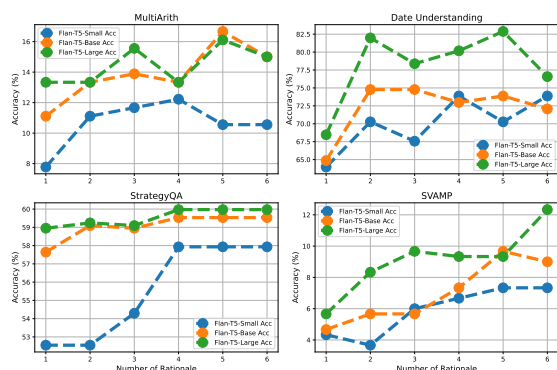 MultiArith
Flan-T5-Small Acc
Flan-T5-Base Acc
Flan-T5-Large Acc
Accuracy (%)
16
14
12
10
8
1 2 3 4 5 6
Date Understanding
Accuracy (%)
82.5
80.0
77.5
75.0
72.5
70.0
67.5
65.0
Flan-T5-Small Acc
Flan-T5-Base Acc
Flan-T5-Large Acc
1 2 3 4 5 6
StrategyQA
Accuracy (%)
60
59
58
57
56
55
54
53
Flan-T5-Small Acc
Flan-T5-Base Acc
Flan-T5-Large Acc
1 2 3 4 5 6
Number of Rationale
SVAMP
Flan-T5-Small Acc
Flan-T5-Base Acc
Flan-T5-Large Acc
Accuracy (%)
12
10
8
6
4
1 2 3 4 5 6
Number of Rationale